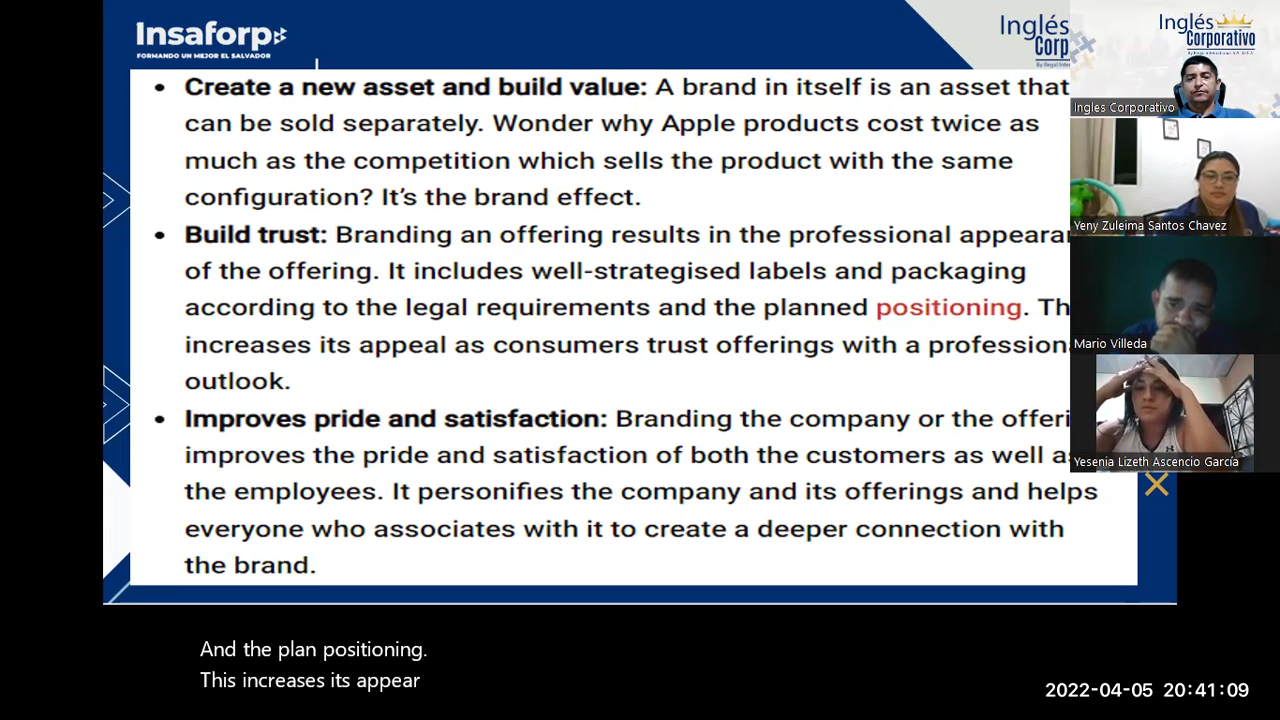 Insaforp
FORMANDO UN MEJOR EL SALVADOR
Inglés
Corp
Inglés
Corporativo
Ingles Corporativo
• Create a new asset and build value: A brand in itself is an asset that
can be sold separately. Wonder why Apple products cost twice as
much as the competition which sells the product with the same
configuration? It's the brand effect.
• Build trust: Branding an offering results in the professional appeara
of the offering. It includes well-strategised labels and packaging
according to the legal requirements and the planned positioning. Th
increases its appeal as consumers trust offerings with a profession
outlook.
• Improves pride and satisfaction: Branding the company or the offeri
improves the pride and satisfaction of both the customers as well as
the employees. It personifies the company and its offerings and helps
everyone who associates with it to create a deeper connection with
the brand.
Yeny Zuleima Santos Chavez
Mario Villeda
Yesenia Lizeth Ascencio García
And the plan positioning.
This increases its appear
2022-04-05 20:41:09